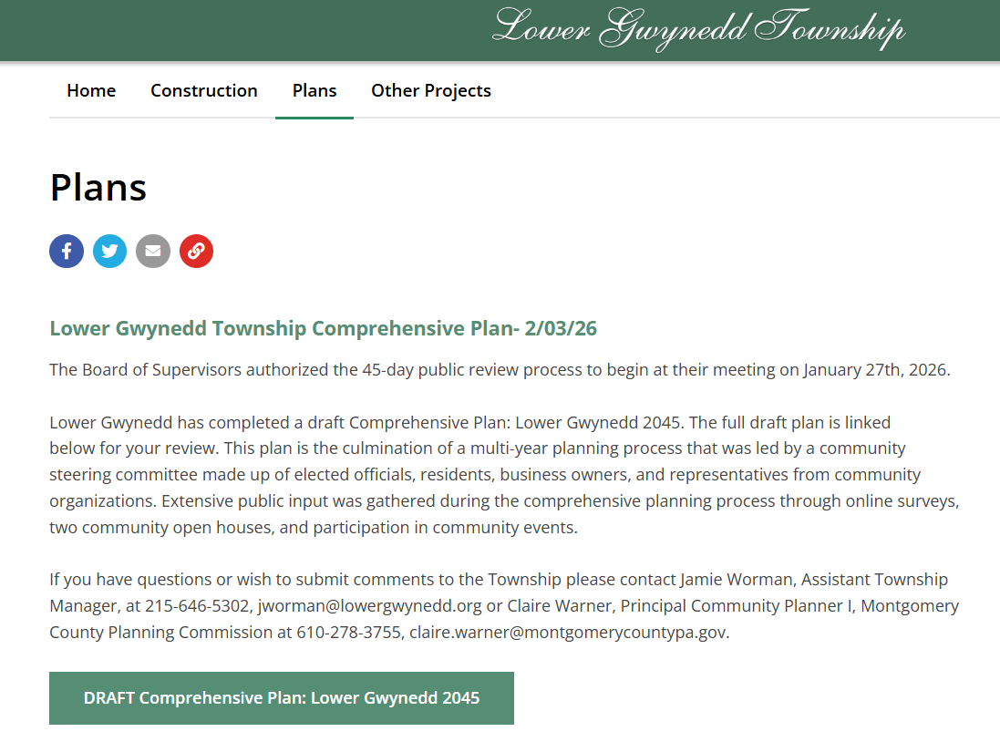 Lower Gwynedd Township
Home Construction Plans Other Projects
Plans
Lower Gwynedd Township Comprehensive Plan- 2/03/26
The Board of Supervisors authorized the 45-day public review process to begin at their meeting on January 27th, 2026.
Lower Gwynedd has completed a draft Comprehensive Plan: Lower Gwynedd 2045. The full draft plan is linked
below for your review. This plan is the culmination of a multi-year planning process that was led by a community
steering committee made up of elected officials, residents, business owners, and representatives from community
organizations. Extensive public input was gathered during the comprehensive planning process through online surveys,
two community open houses, and participation in community events.
If you have questions or wish to submit comments to the Township please contact Jamie Worman, Assistant Township
Manager, at 215-646-5302, jworman@lowergwynedd.org or Claire Warner, Principal Community Planner I, Montgomery
County Planning Commission at 610-278-3755, claire.warner@montgomerycountypa.gov.
DRAFT Comprehensive Plan: Lower Gwynedd 2045